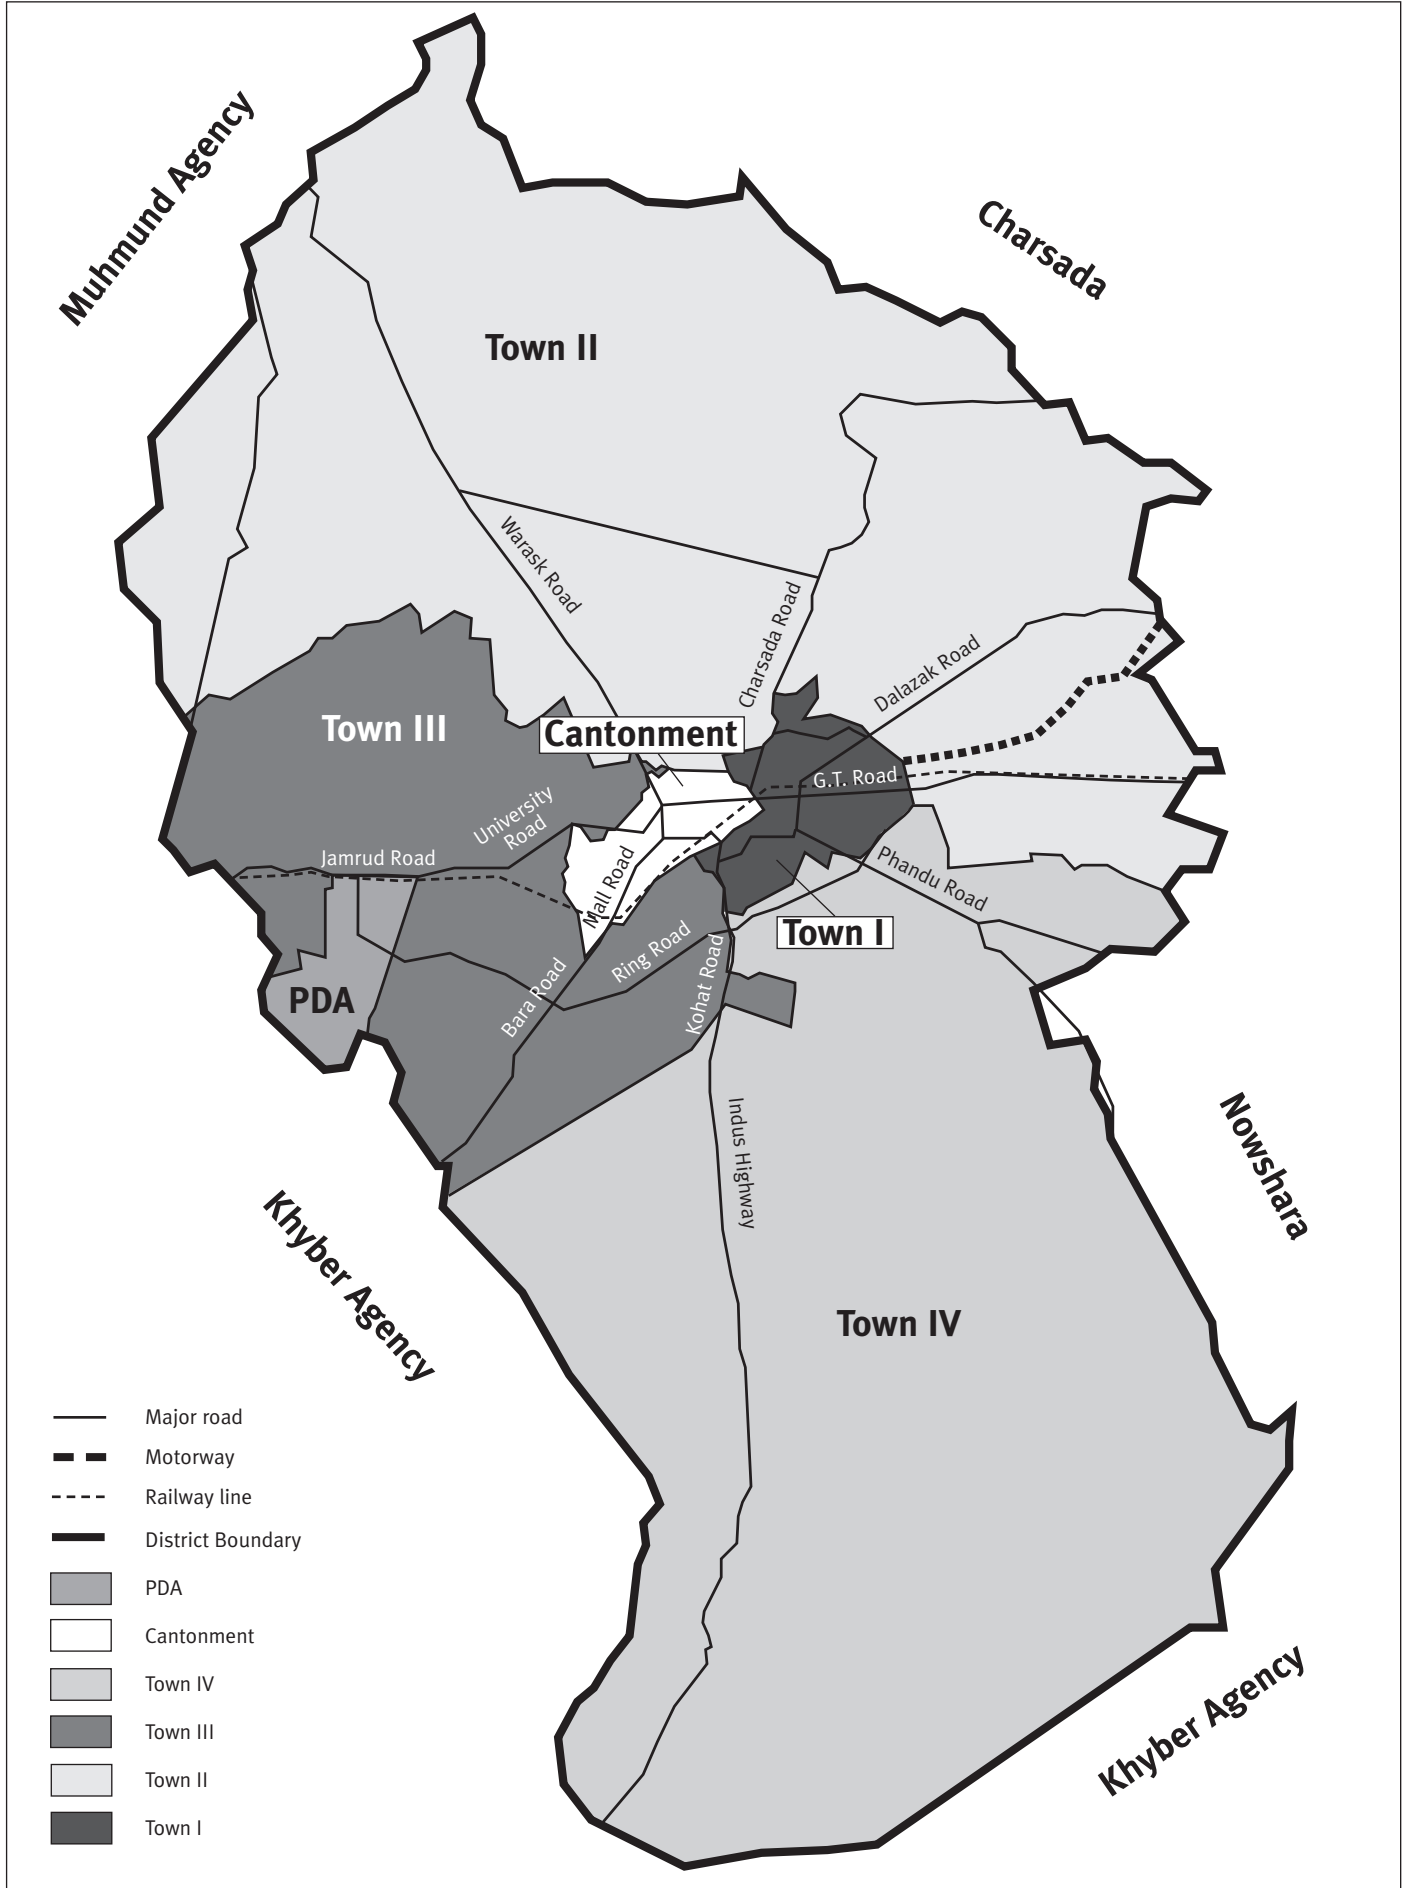 Muhmund Agency
Charsada
Town II
Warask Road
Charsada Road
Dalazak Road
Town III
Cantonment
G.T. Road
University
Road
Jamrud Road
Mall Road
Phandu Road
Town I
Ring Road
Kohat Road
Bara Road
PDA
Indus Highway
Nowshara
Khyber Agency
Town IV
Khyber Agency
Major road
Motorway
Railway line
District Boundary
PDA
Cantonment
Town IV
Town III
Town II
Town I